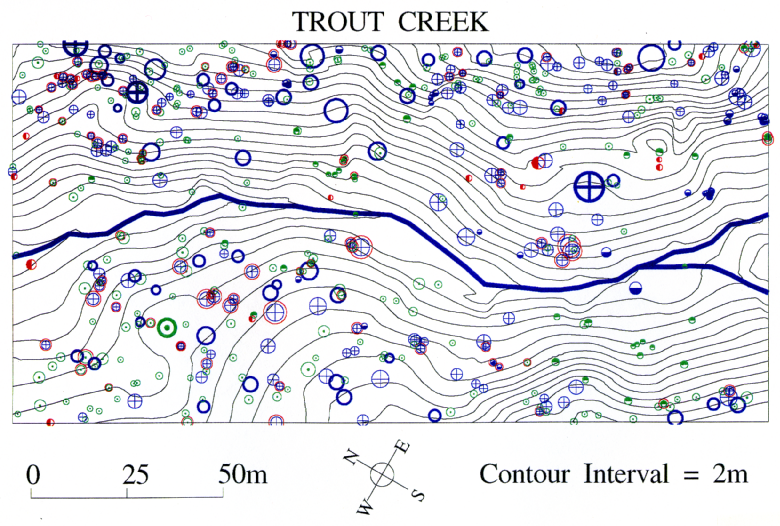 TROUT CREEK
0 25 50m
N E
W S
Contour Interval = 2m